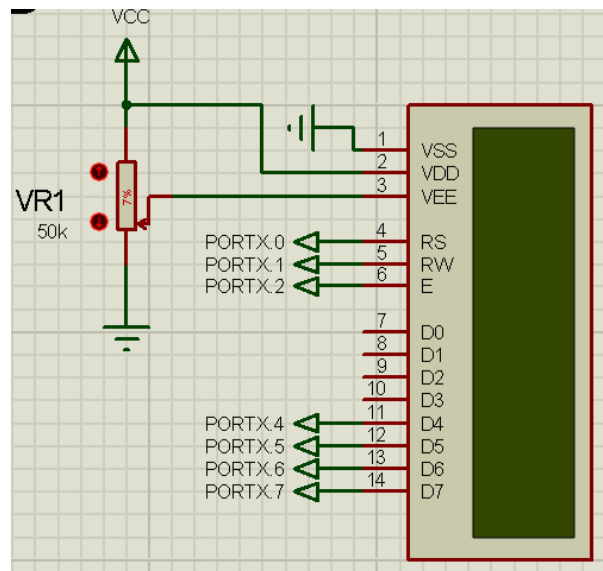 VCC
VR1
50k
7%
1 VSS
2 VDD
3 VEE
PORTX.0 4 RS
PORTX.1 5 RW
PORTX.2 6 E
7 D0
8 D1
9 D2
10 D3
PORTX.4 11 D4
PORTX.5 12 D5
PORTX.6 13 D6
PORTX.7 14 D7